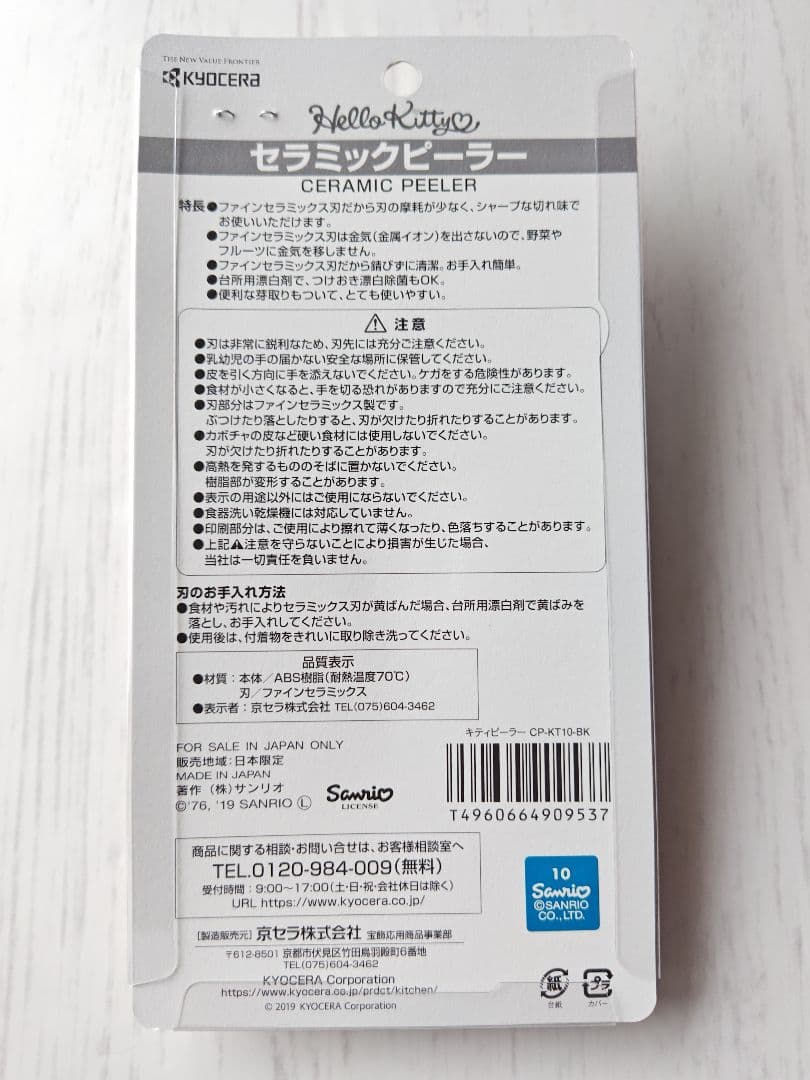 THE NEW VALUE FRONTIER
KYOCERA
Hello Kitty
セラミックピーラー
CERAMIC PEELER
特長●ファインセラミックス刃だから刃の摩耗が少なく、シャープな切れ味で
お使いいただけます。
●ファインセラミックス刃は金気(金属イオン)を出さないので、野菜や
フルーツに金気を移しません。
●ファインセラミックス刃だから錆びずに清潔。お手入れ簡単。
●台所用漂白剤で、つけおき漂白除菌もOK。
●便利な芽取りもついて、とても使いやすい。
⚠ 注意
●刃は非常に鋭利なため、刃先には充分ご注意ください。
●乳幼児の手の届かない安全な場所に保管してください。
●皮を引く方向に手を添えないでください。ケガをする危険性があります。
●食材が小さくなると、手を切る恐れがありますので充分にご注意ください。
●刃部分はファインセラミックス製です。
ぶつけたり落としたりすると、刃が欠けたり折れたりすることがあります。
●カボチャの皮など硬い食材には使用しないでください。
刃が欠けたり折れたりすることがあります。
●高熱を発するもののそばに置かないでください。
樹脂部が変形することがあります。
●表示の用途以外にはご使用にならないでください。
●食器洗い乾燥機には対応していません。
●印刷部分は、ご使用により擦れて薄くなったり、色落ちすることがあります。
●上記⚠注意を守らないことにより損害が生じた場合、
当社は一切責任を負いません。
刃のお手入れ方法
●食材や汚れによりセラミックス刃が黄ばんだ場合、台所用漂白剤で黄ばみを
落とし、お手入れしてください。
●使用後は、付着物をきれいに取り除き洗ってください。
品質表示
●材質：本体／ABS樹脂(耐熱温度70℃)
刃／ファインセラミックス
●表示者：京セラ株式会社 TEL(075)604-3462
キティピーラー CP-KT10-BK
FOR SALE IN JAPAN ONLY
販売地域:日本限定
MADE IN JAPAN
著作 (株)サンリオ
©'76, '19 SANRIO Ⓛ
Sanrio
LICENSE
T4960664909537
商品に関する相談・お問い合せは、お客様相談室へ
TEL.0120-984-009(無料)
受付時間：9:00〜17:00(土・日・祝・会社休日は除く)
URL https://www.kyocera.co.jp/
10
Sanrio
©SANRIO
CO., LTD.
[製造販売元] 京セラ株式会社 宝飾応用商品事業部
〒612-8501 京都市伏見区竹田鳥羽殿町6番地
TEL(075)604-3462
KYOCERA Corporation
https://www.kyocera.co.jp/prdct/kitchen/
© 2019 KYOCERA Corporation
紙
台紙
プラ
カバー